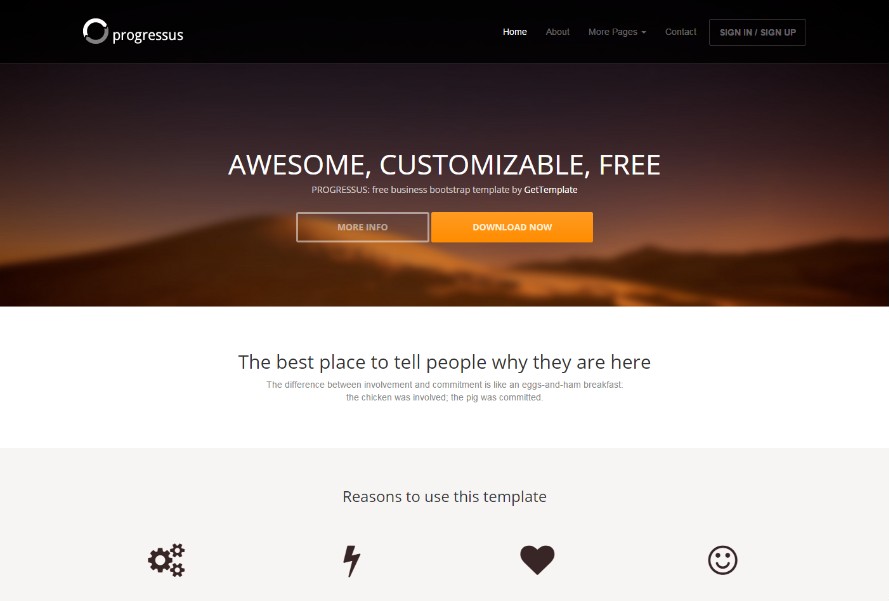 progressus
Home About More Pages Contact SIGN IN / SIGN UP
AWESOME, CUSTOMIZABLE, FREE
PROGRESSUS: free business bootstrap template by GetTemplate
MORE INFO DOWNLOAD NOW
The best place to tell people why they are here
The difference between involvement and commitment is like an eggs-and-ham breakfast:
the chicken was involved; the pig was committed.
Reasons to use this template